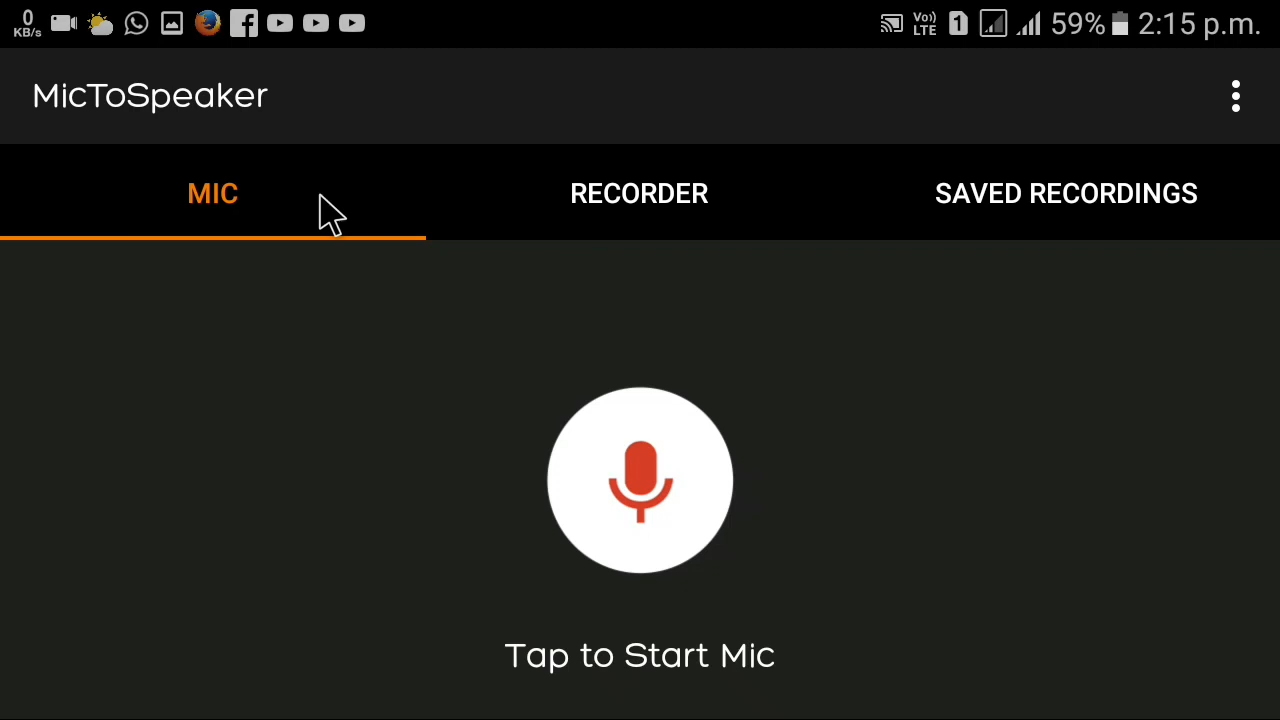 0 KB/s Vo) LTE 1 59% 2:15 p.m.
MicToSpeaker
MIC RECORDER SAVED RECORDINGS
Tap to Start Mic